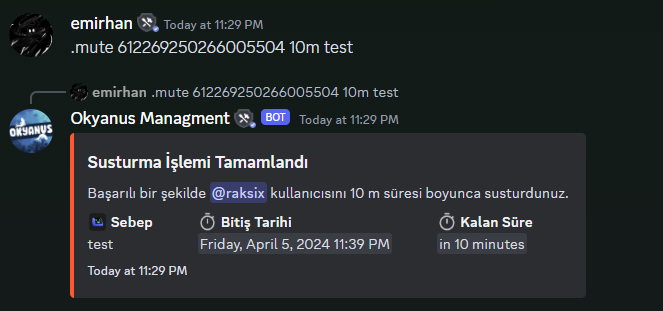 emirhan Today at 11:29 PM
.mute 612269250266005504 10m test
emirhan .mute 612269250266005504 10m test
OKYANUS
Okyanus Managment BOT Today at 11:29 PM
Susturma İşlemi Tamamlandı
Başarılı bir şekilde @raksix kullanıcısını 10 m süresi boyunca susturdunuz.
Sebep Bitiş Tarihi Kalan Süre
test Friday, April 5, 2024 11:39 PM in 10 minutes
Today at 11:29 PM